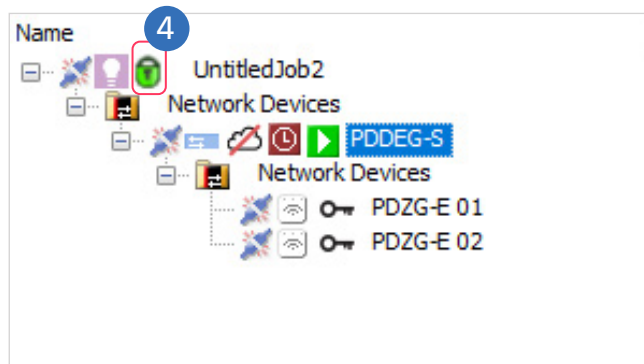 Name
4
UntitledJob2
Network Devices
PDDEG-S
Network Devices
PDZG-E 01
PDZG-E 02